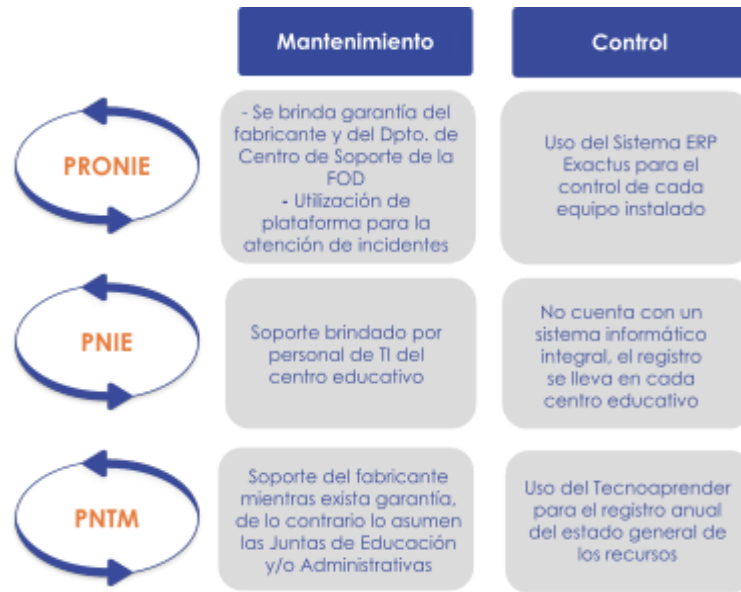 Mantenimiento
Control
PRONIE
- Se brinda garantía del
fabricante y del Dpto. de
Centro de Soporte de la
FOD
- Utilización de
plataforma para la
atención de incidentes
Uso del Sistema ERP
Exactus para el
control de cada
equipo instalado
PNIE
Soporte brindado por
personal de TI del
centro educativo
No cuenta con un
sistema informático
integral, el registro
se lleva en cada
centro educativo
PNTM
Soporte del fabricante
mientras exista garantía,
de lo contrario lo asumen
las Juntas de Educación
y/o Administrativas
Uso del Tecnoaprender
para el registro anual
del estado general de
los recursos